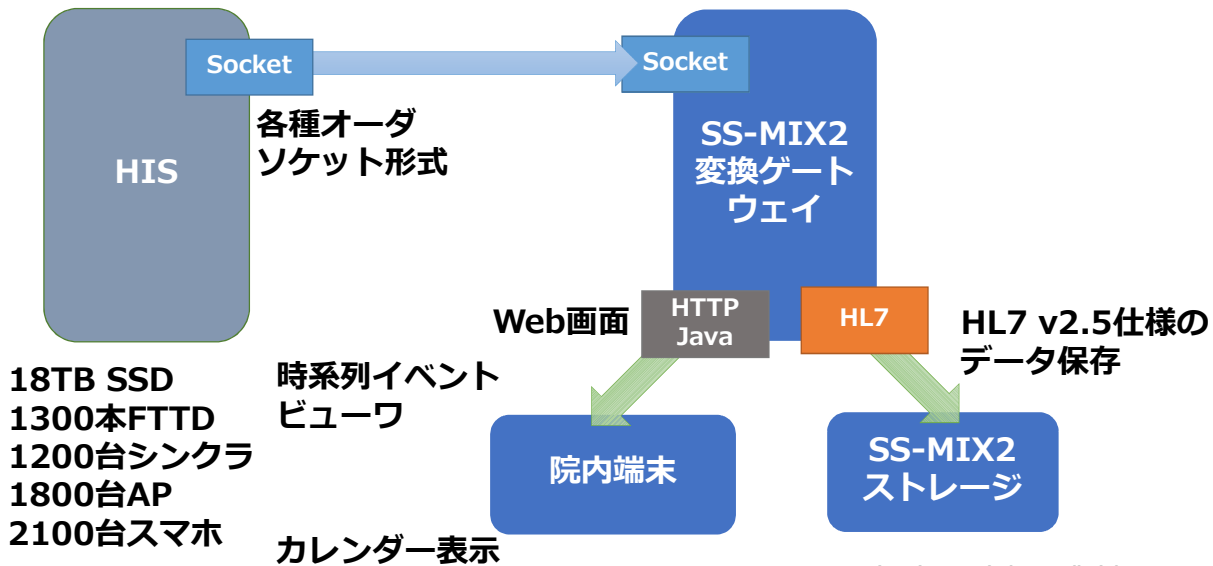 Socket
Socket
各種オーダ
ソケット形式
HIS
SS-MIX2
変換ゲート
ウェイ
Web画面
HTTP
Java
HL7
HL7 v2.5仕様の
データ保存
18TB SSD
1300本FTTD
1200台シンクラ
1800台AP
2100台スマホ
時系列イベント
ビューワ
カレンダー表示
院内端末
SS-MIX2
ストレージ